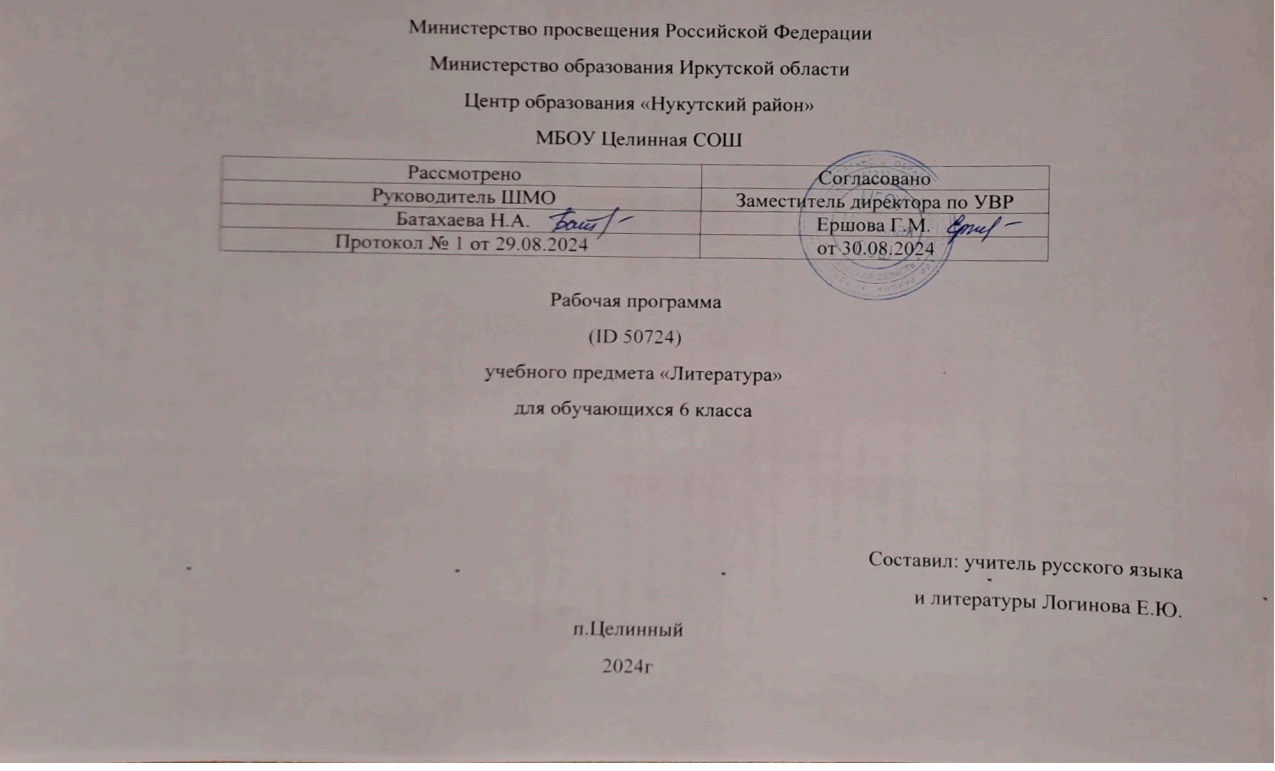 Министерство просвещения Российской Федерации
Министерство образования Иркутской области
Центр образования «Нукутский район»
МБОУ Целинная СОШ
Рассмотрено Согласовано
Руководитель ШМО Заместитель директора по УВР
Батахаева Н.А. Ершова Г.М.
Протокол № 1 от 29.08.2024 от 30.08.2024
Рабочая программа
(ID 50724)
учебного предмета «Литература»
для обучающихся 6 класса
Составил: учитель русского языка
и литературы Логинова Е.Ю.
п.Целинный
2024г